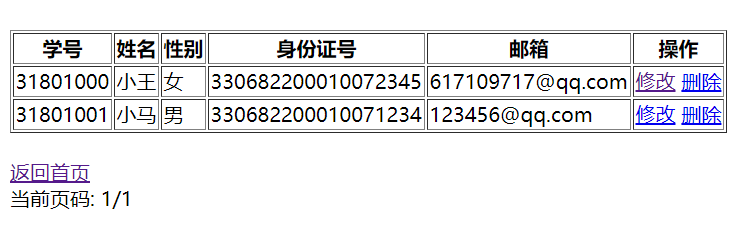 学号 姓名 性别 身份证号 邮箱 操作
31801000 小王 女 330682200010072345 617109717@qq.com 修改 删除
31801001 小马 男 330682200010071234 123456@qq.com 修改 删除
返回首页
当前页码: 1/1